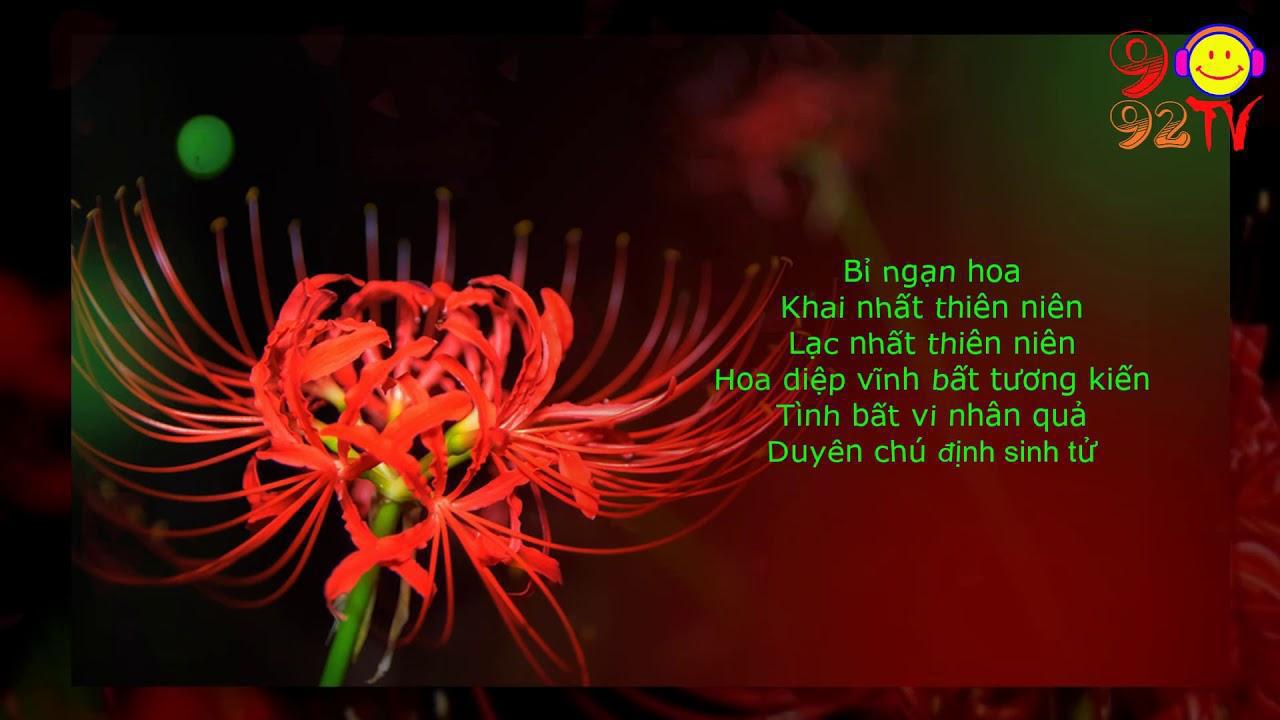 9
92TV
Bỉ ngạn hoa
Khai nhất thiên niên
Lạc nhất thiên niên
Hoa diệp vĩnh bất tương kiến
Tình bất vi nhân quả
Duyên chú định sinh tử